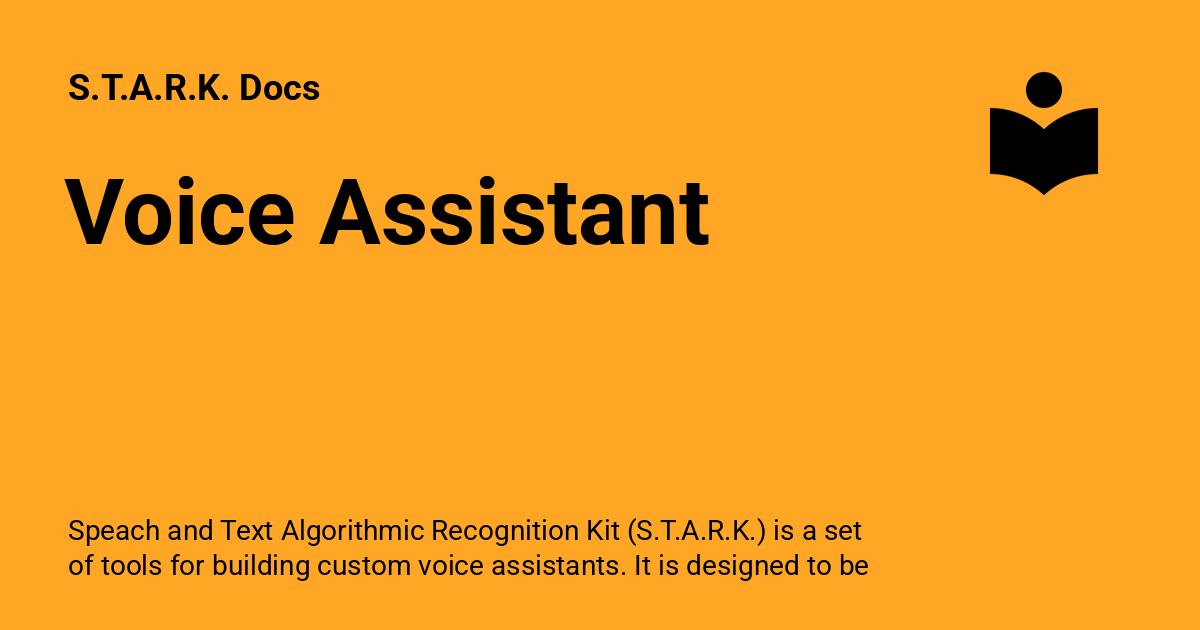 S.T.A.R.K. Docs
Voice Assistant
Speach and Text Algorithmic Recognition Kit (S.T.A.R.K.) is a set
of tools for building custom voice assistants. It is designed to be